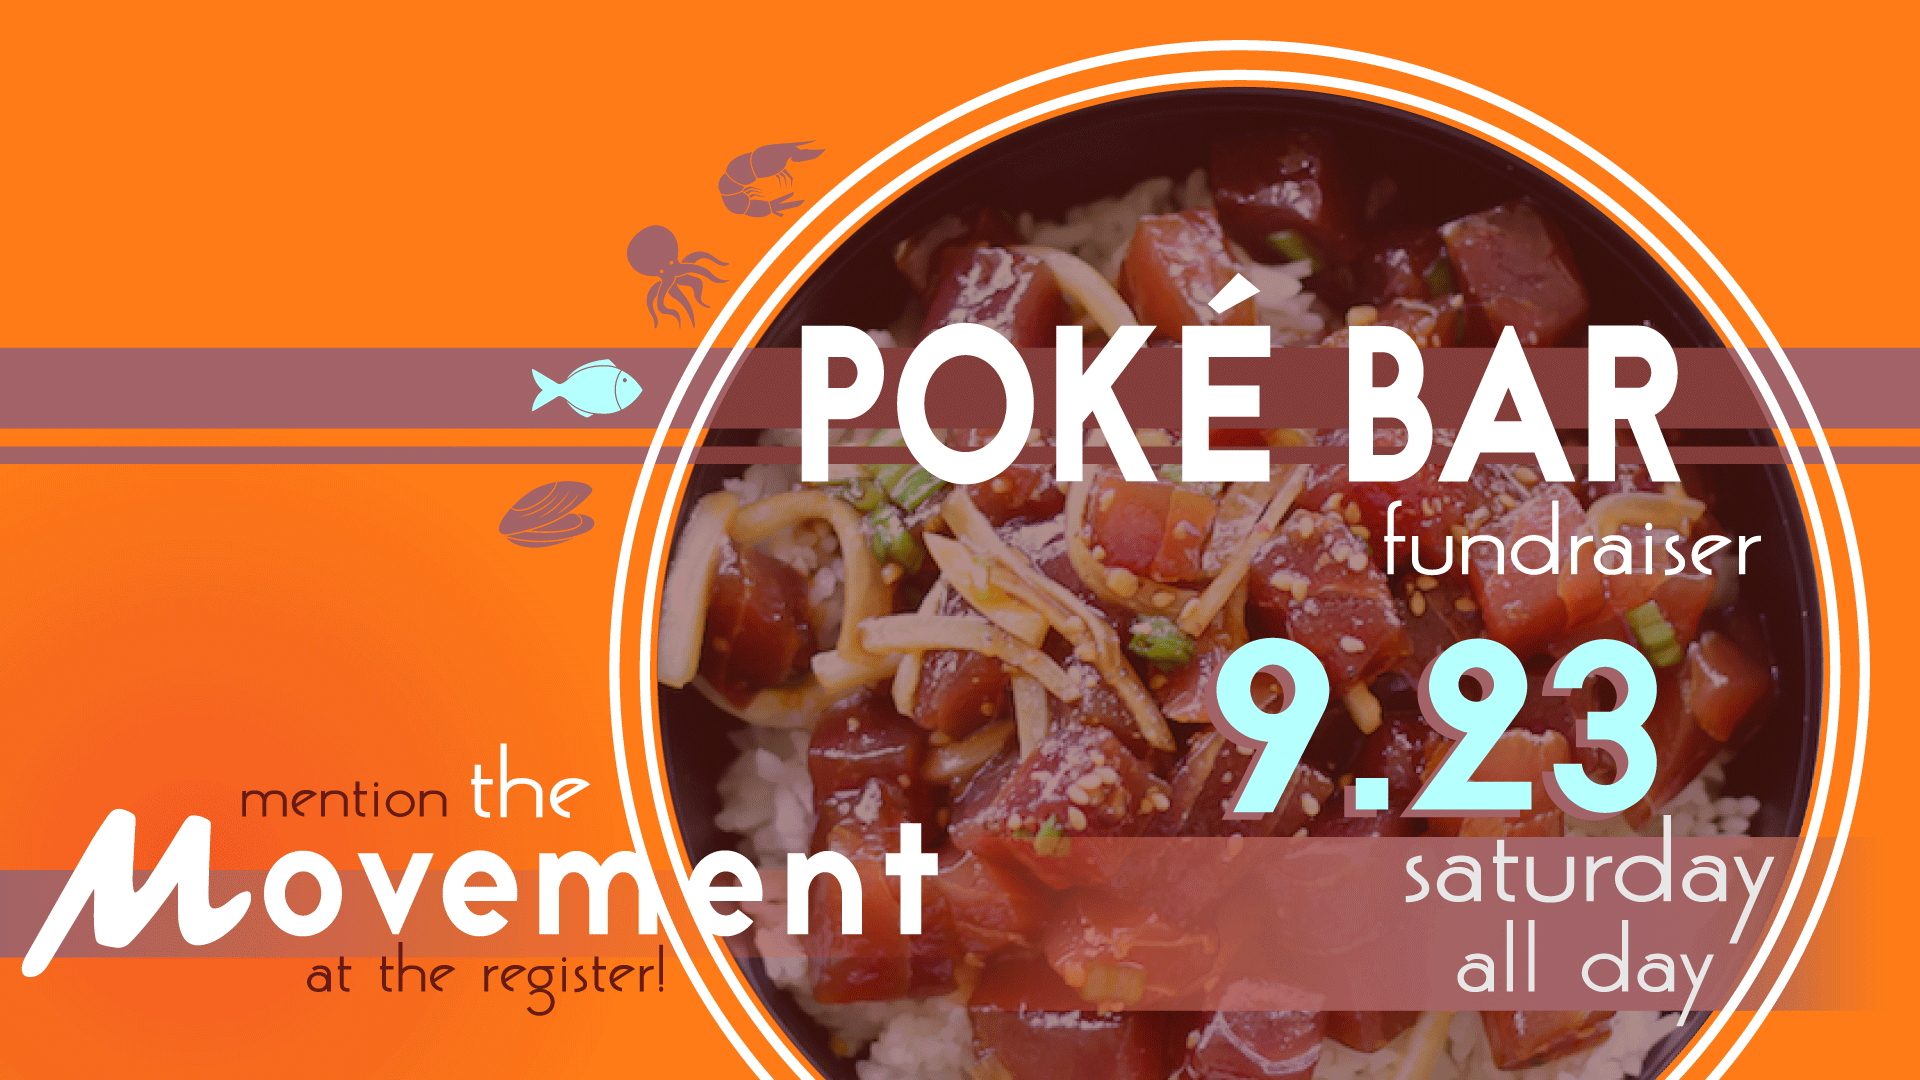 POKÉ BAR
fundraiser
9.23
saturday
all day
mention the
Movement
at the register!